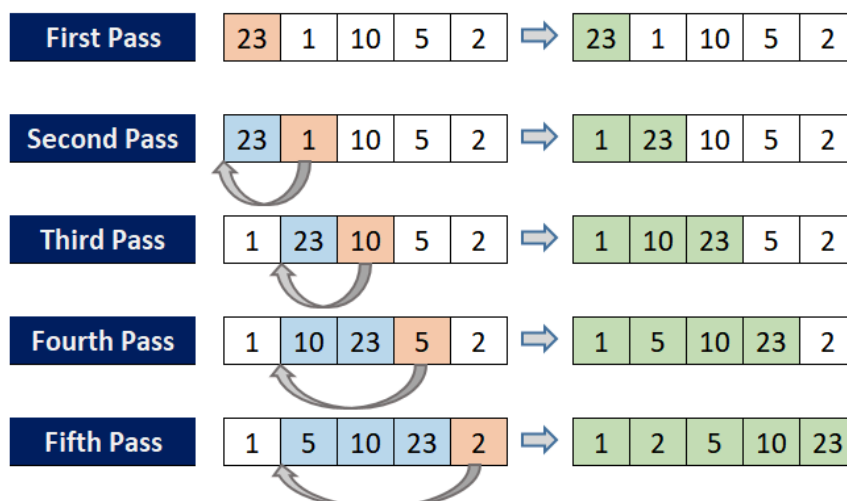 First Pass 23 1 10 5 2 23 1 10 5 2
Second Pass 23 1 10 5 2 1 23 10 5 2
Third Pass 1 23 10 5 2 1 10 23 5 2
Fourth Pass 1 10 23 5 2 1 5 10 23 2
Fifth Pass 1 5 10 23 2 1 2 5 10 23